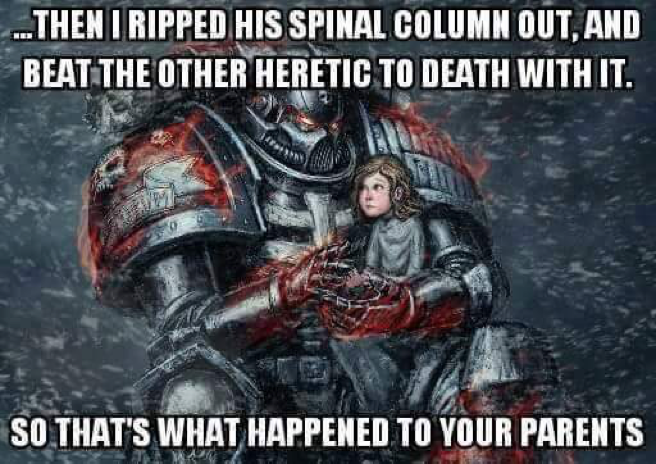 ...THEN I RIPPED HIS SPINAL COLUMN OUT, AND
BEAT THE OTHER HERETIC TO DEATH WITH IT.
SO THAT'S WHAT HAPPENED TO YOUR PARENTS